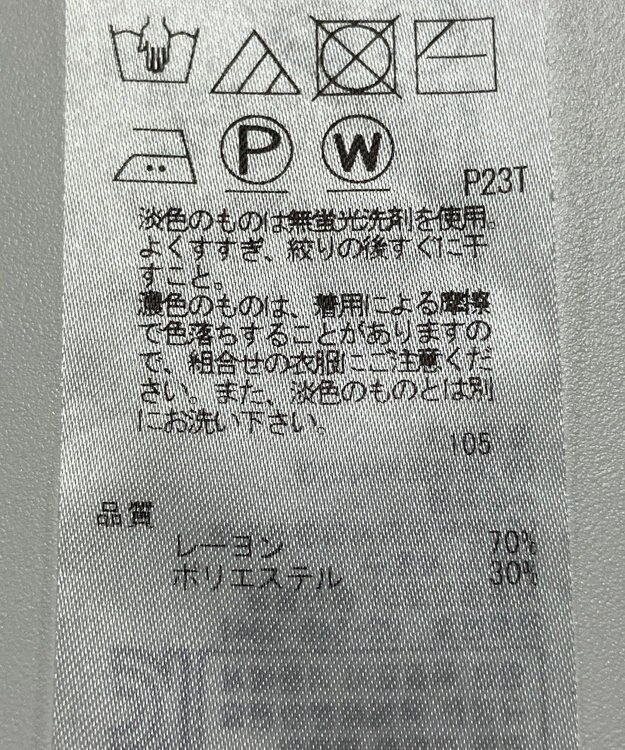 P
W
P23T
淡色のものは無蛍光洗剤を使用。
よくすすぎ、絞りの後すぐに干
すこと。
濃色のものは、着用による摩擦
で色落ちすることがありますの
で、組合せの衣服にご注意くだ
さい。また、淡色のものとは別
にお洗い下さい。
105
品質
レーヨン 70%
ポリエステル 30%